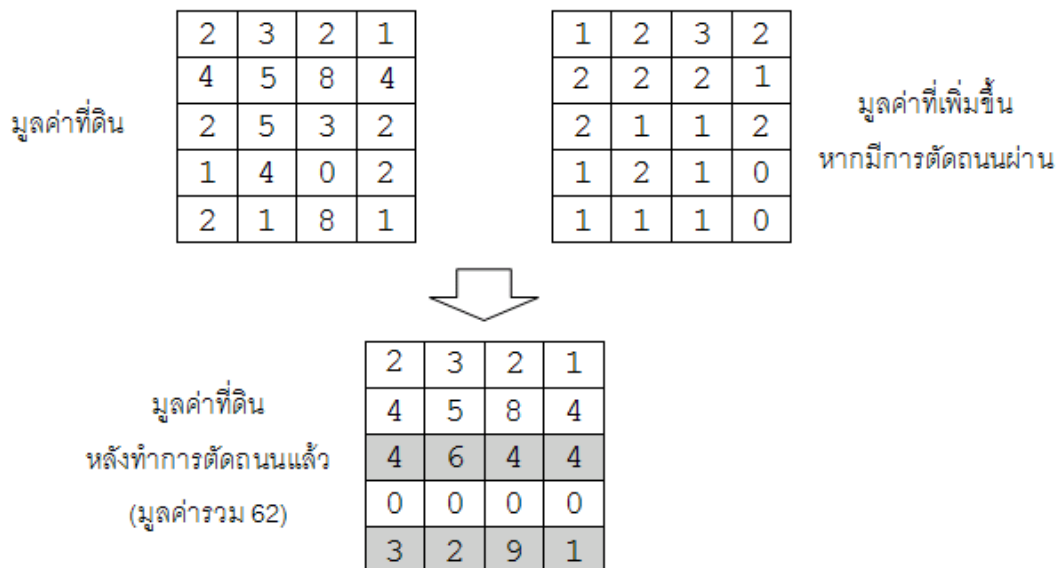 2 3 2 1
4 5 8 4
2 5 3 2
1 4 0 2
2 1 8 1
มูลค่าที่ดิน
1 2 3 2
2 2 2 1
2 1 1 2
1 2 1 0
1 1 1 0
มูลค่าที่เพิ่มขึ้น
หากมีการตัดถนนผ่าน
มูลค่าที่ดิน
หลังทำการตัดถนนแล้ว
(มูลค่ารวม 62)
2 3 2 1
4 5 8 4
4 6 4 4
0 0 0 0
3 2 9 1